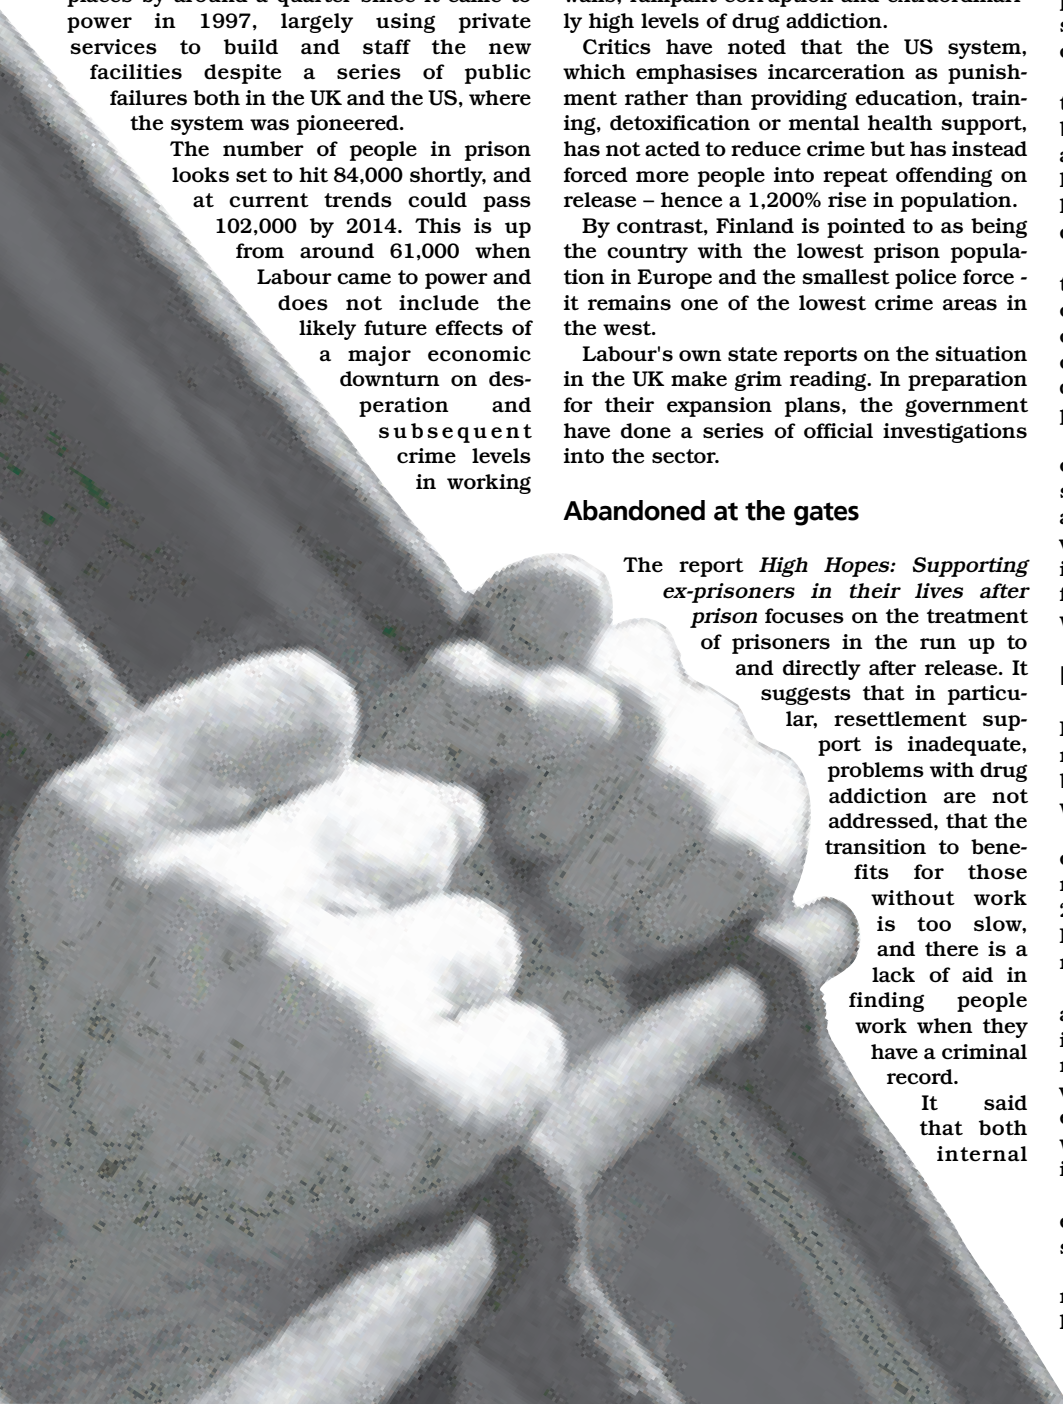 places by around a quarter since it came to
power in 1997, largely using private
services to build and staff the new
facilities despite a series of public
failures both in the UK and the US, where
the system was pioneered.
The number of people in prison
looks set to hit 84,000 shortly, and
at current trends could pass
102,000 by 2014. This is up
from around 61,000 when
Labour came to power and
does not include the
likely future effects of
a major economic
downturn on des-
peration and
subsequent
crime levels
in working
walls, rampant corruption and extraordinari-
ly high levels of drug addiction.
Critics have noted that the US system,
which emphasises incarceration as punish-
ment rather than providing education, train-
ing, detoxification or mental health support,
has not acted to reduce crime but has instead
forced more people into repeat offending on
release – hence a 1,200% rise in population.
By contrast, Finland is pointed to as being
the country with the lowest prison popula-
tion in Europe and the smallest police force -
it remains one of the lowest crime areas in
the west.
Labour's own state reports on the situation
in the UK make grim reading. In preparation
for their expansion plans, the government
have done a series of official investigations
into the sector.
Abandoned at the gates
The report High Hopes: Supporting
ex-prisoners in their lives after
prison focuses on the treatment
of prisoners in the run up to
and directly after release. It
suggests that in particu-
lar, resettlement sup-
port is inadequate,
problems with drug
addiction are not
addressed, that the
transition to bene-
fits for those
without work
is too slow,
and there is a
lack of aid in
finding people
work when they
have a criminal
record.
It said
that both
internal